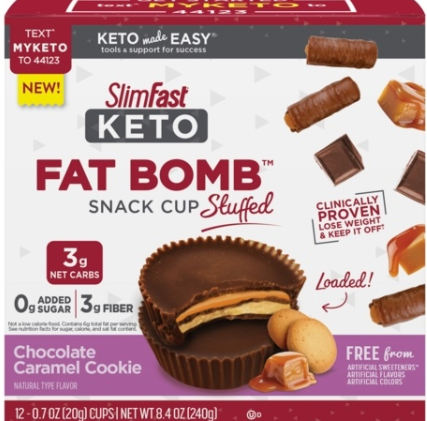 TEXT*
MYKETO
TO 44123
MYKETO
44123
NEW!
KETO made EASY®
tools & support for success
SlimFast
KETO
FAT BOMB™
SNACK CUP Stuffed
CLINICALLY
PROVEN
LOSE WEIGHT
& KEEP IT OFF†
3g
NET CARBS
Loaded!
0g ADDED SUGAR | 3g FIBER
Not a low calorie food. Contains 6g total fat per serving.
See nutrition facts for sugar, calorie, and sat fat content.
Chocolate
Caramel Cookie
NATURAL TYPE FLAVOR
FREE from
ARTIFICIAL SWEETENERS*
ARTIFICIAL FLAVORS
ARTIFICIAL COLORS
12 - 0.7 OZ (20g) CUPS | NET WT 8.4 OZ (240g)